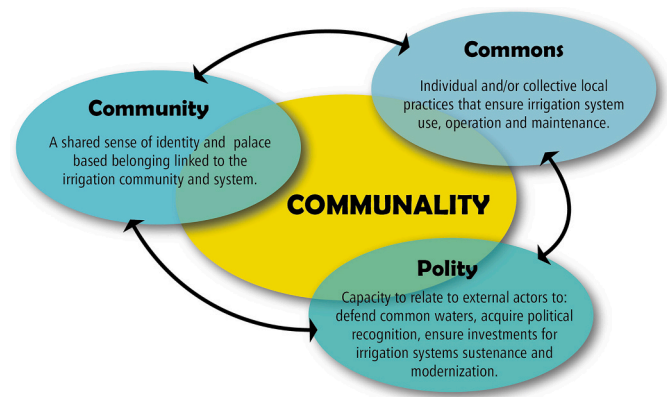 Commons
Individual and/or collective local
practices that ensure irrigation system
use, operation and maintenance.
Community
A shared sense of identity and palace
based belonging linked to the
irrigation community and system.
COMMUNALITY
Polity
Capacity to relate to external actors to:
defend common waters, acquire political
recognition, ensure investments for
irrigation systems sustenance and
modernization.